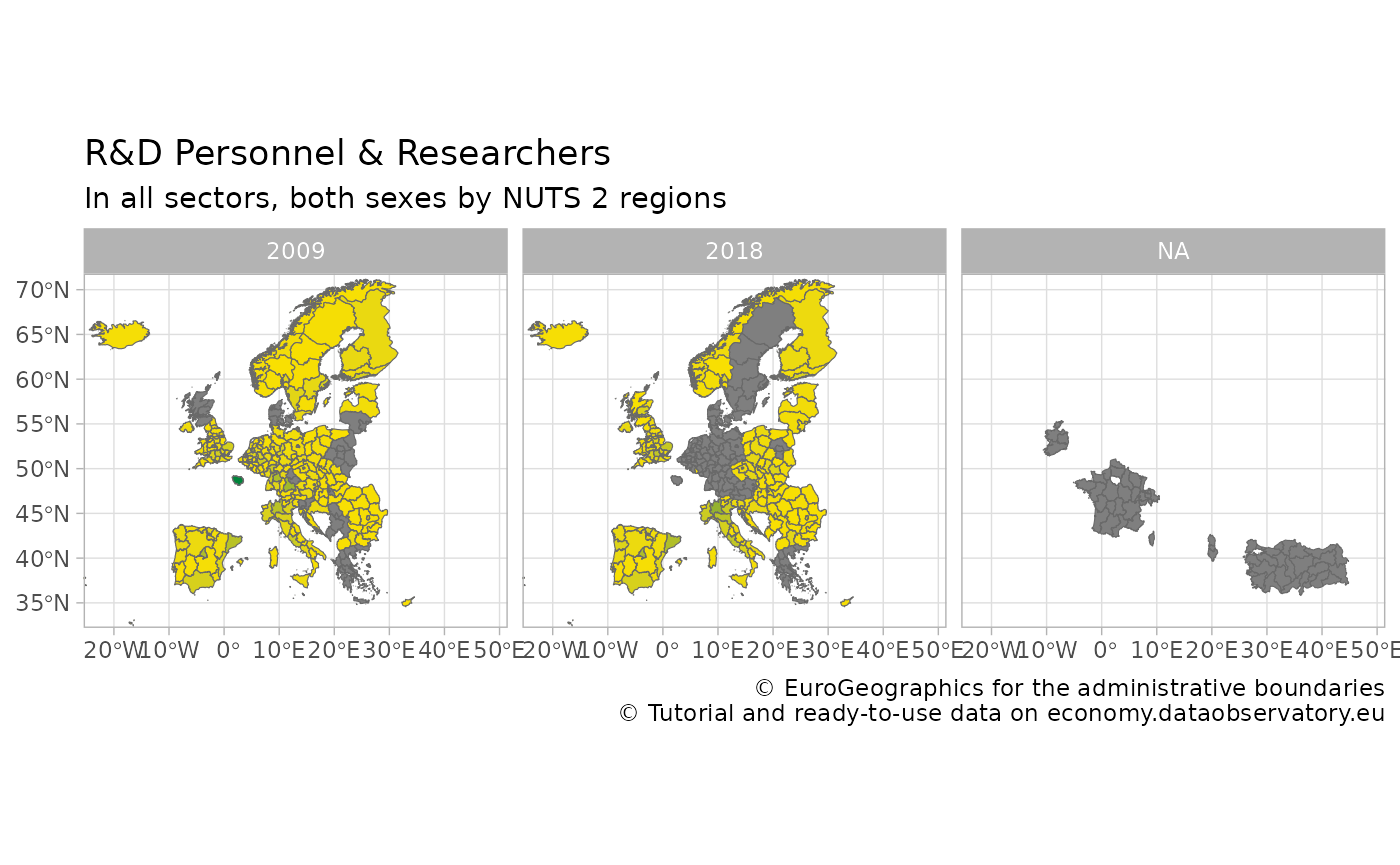 R&D Personnel & Researchers
In all sectors, both sexes by NUTS 2 regions
2009 2018 NA
70°N
65°N
60°N
55°N
50°N
45°N
40°N
35°N
20°W 10°W 0° 10°E 20°E 30°E 40°E 50°E 20°W 10°W 0° 10°E 20°E 30°E 40°E 50°E 20°W 10°W 0° 10°E 20°E 30°E 40°E 50°E
© EuroGeographics for the administrative boundaries
© Tutorial and ready-to-use data on economy.dataobservatory.eu